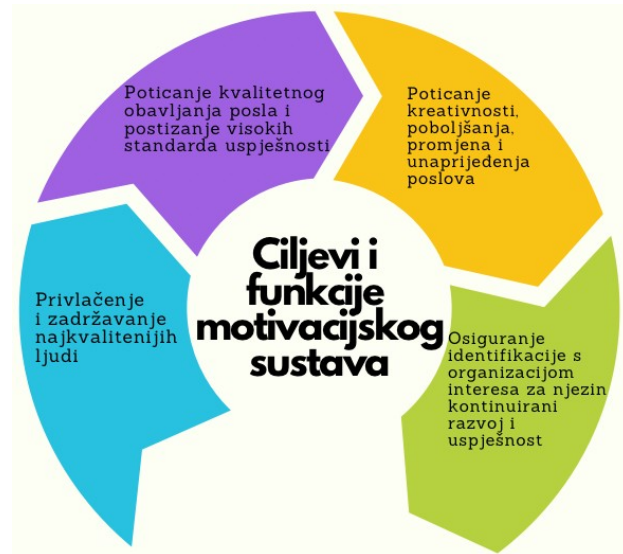 Poticanje kvalitetnog
obavljanja posla i
postizanje visokih
standarda uspješnosti
Poticanje
kreativnosti,
poboljšanja,
promjena i
unaprijeđenja
poslova
Ciljevi i
funkcije
motivacijskog
sustava
Privlačenje
i zadržavanje
najkvalitenijih
ljudi
Osiguranje
identifikacije s
organizacijom
interesa za njezin
kontinuirani
razvoj i
uspješnost